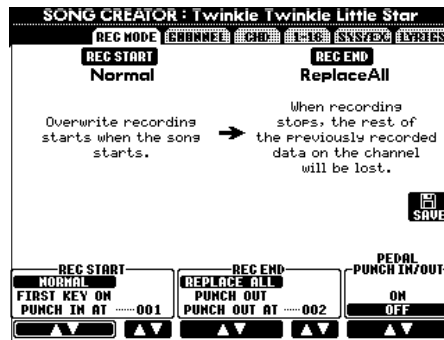 SONG CREATOR : Twinkle Twinkle Little Star
REC MODE CHANNEL CHD 1-16 SYS/EX. LYRICS
REC START REC END
Normal ReplaceAll
Overwrite recording
starts when the song
starts.
When recording
stops, the rest of
the previously recorded
data on the channel
will be lost.
SAVE
REC START
NORMAL
FIRST KEY ON
PUNCH IN AT ······001
REC END
REPLACE ALL
PUNCH OUT
PUNCH OUT AT ······002
PEDAL
PUNCH IN/OUT
ON
OFF